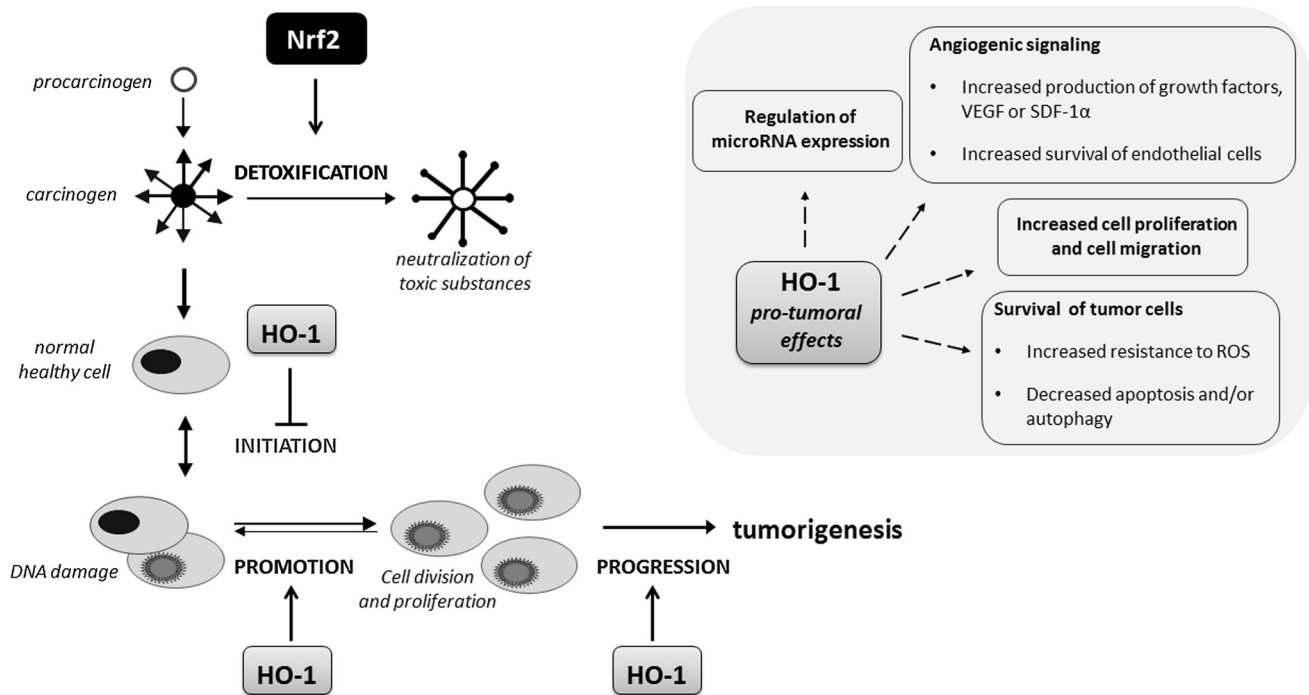 Nrf2
procarcinogen
carcinogen
DETOXIFICATION
neutralization of
toxic substances
normal
healthy cell
HO-1
INITIATION
DNA damage
PROMOTION
Cell division
and proliferation
PROGRESSION
tumorigenesis
HO-1
HO-1
Regulation of
microRNA expression
Angiogenic signaling
• Increased production of growth factors,
VEGF or SDF-1α
• Increased survival of endothelial cells
Increased cell proliferation
and cell migration
HO-1
pro-tumoral
effects
Survival of tumor cells
• Increased resistance to ROS
• Decreased apoptosis and/or
autophagy